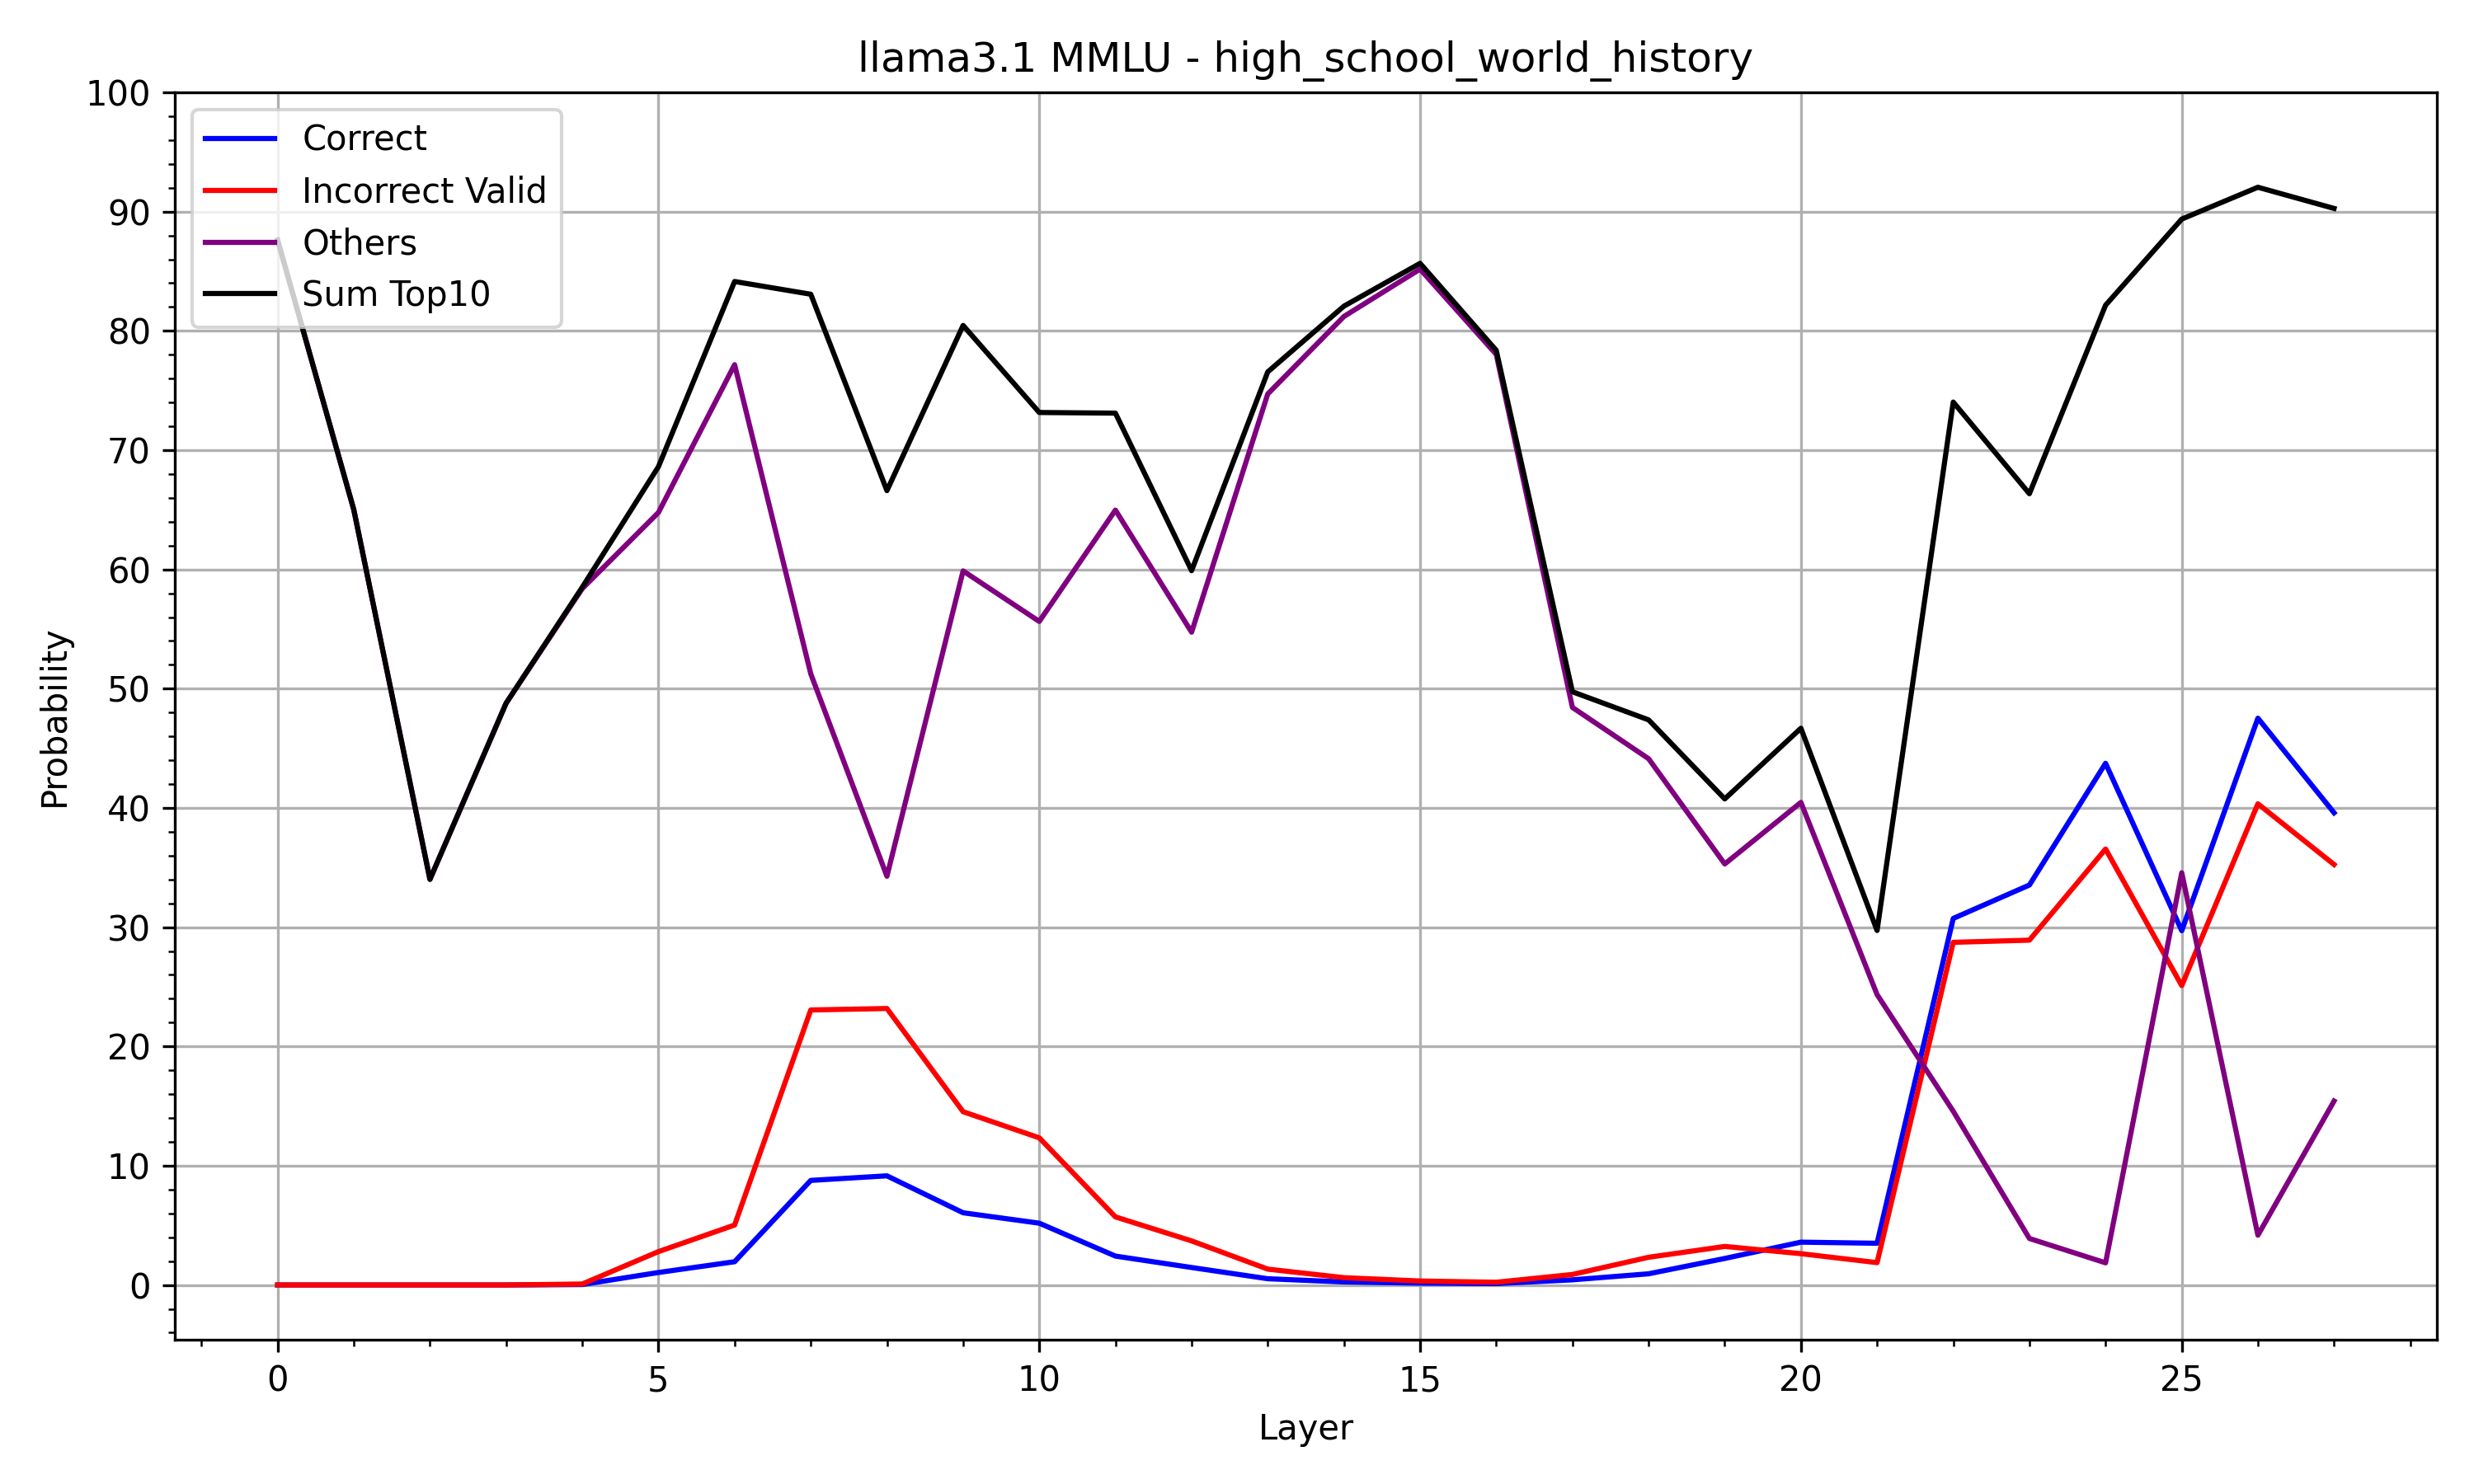 llama3.1 MMLU - high_school_world_history
100
90
80
70
60
50
40
30
20
10
0
Probability
Correct
Incorrect Valid
Others
Sum Top10
0 5 10 15 20 25
Layer